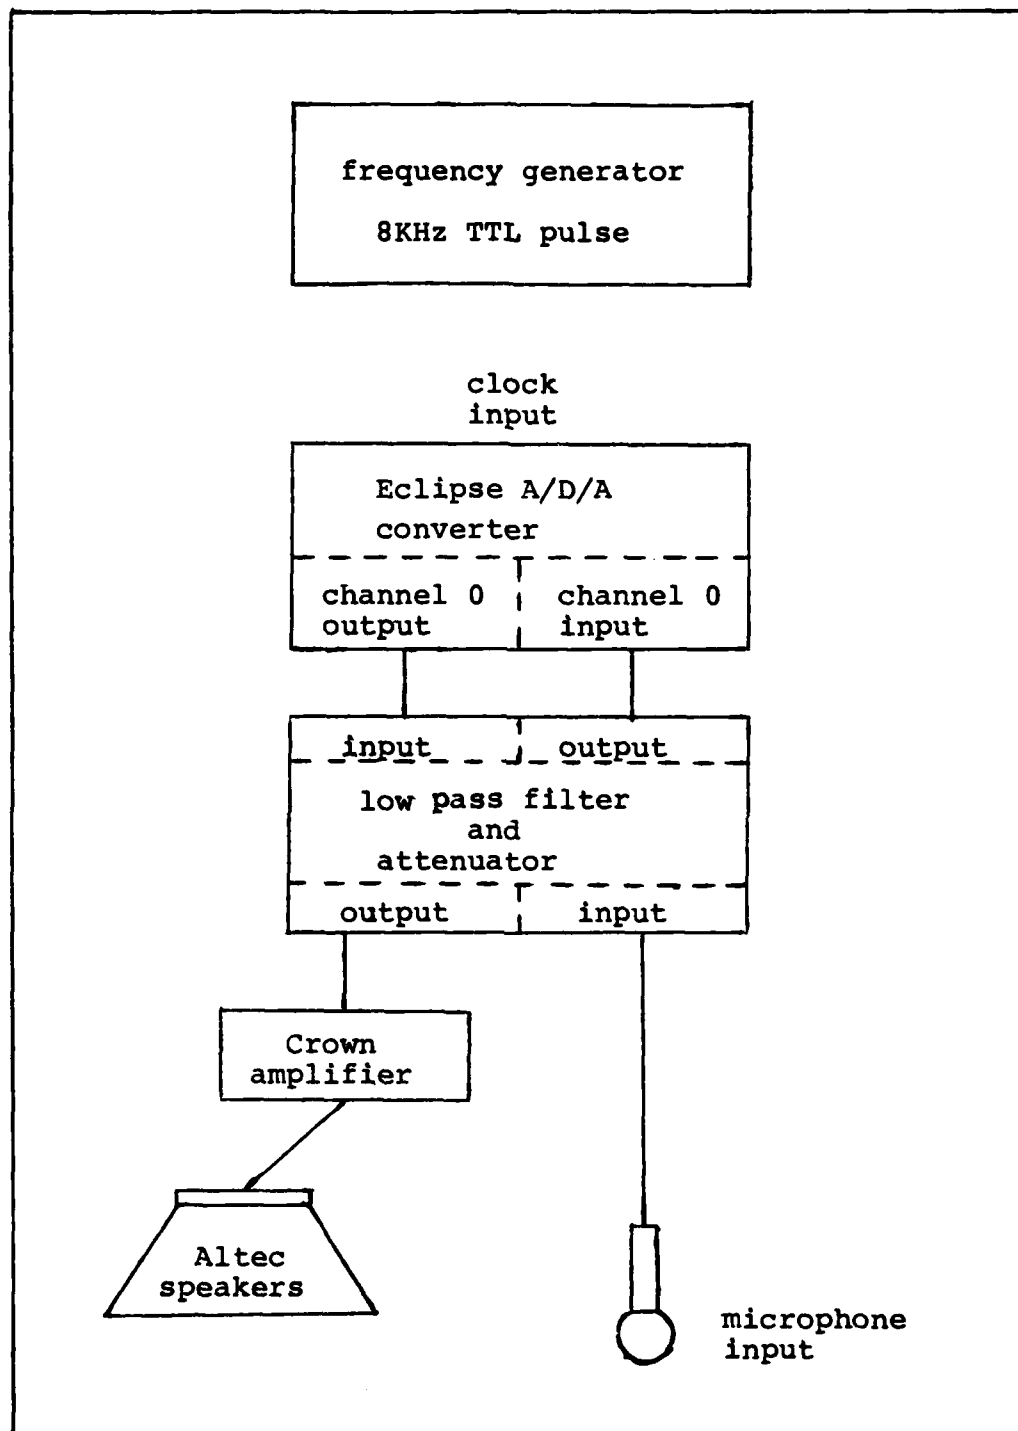 frequency generator
8KHz TTL pulse
clock
input
Eclipse A/D/A
converter
channel 0
output
channel 0
input
input
output
low pass filter
and
attenuator
output
input
Crown
amplifier
Altec
speakers
microphone
input